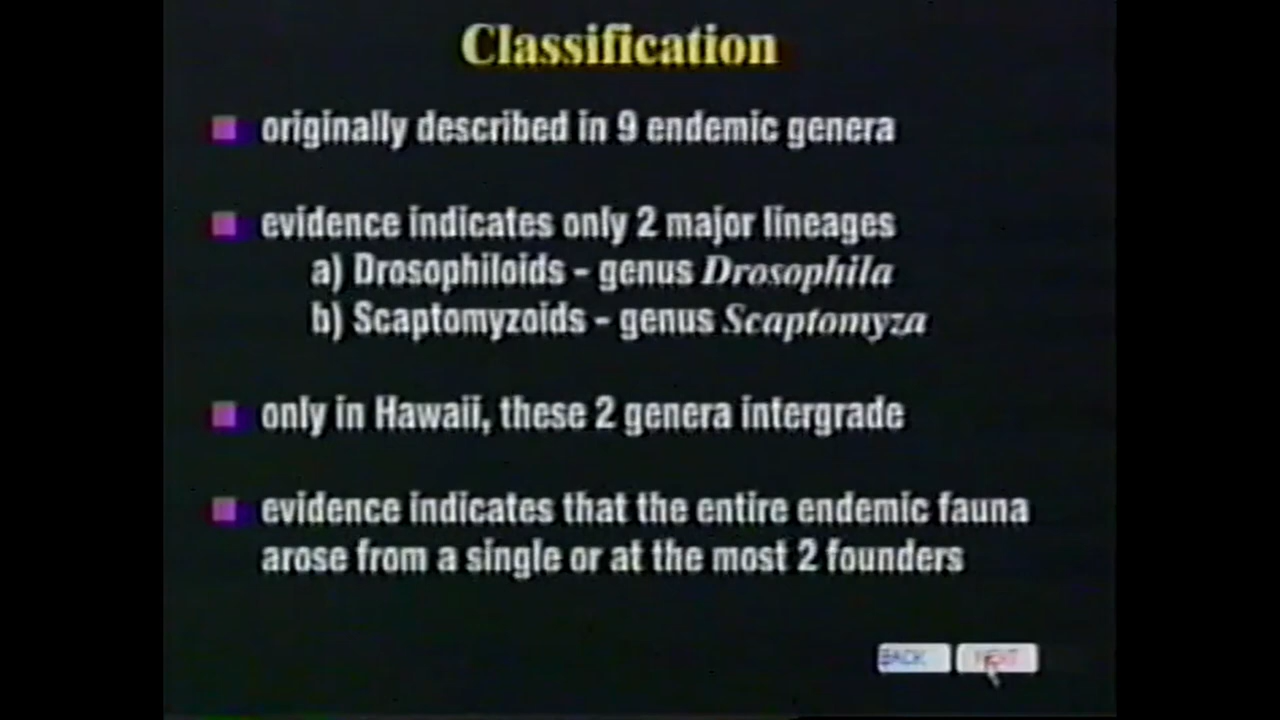 Classification
originally described in 9 endemic genera
evidence indicates only 2 major lineages
a) Drosophiloids - genus Drosophila
b) Scaptomyzoids - genus Scaptomyza
only in Hawaii, these 2 genera intergrade
evidence indicates that the entire endemic fauna
arose from a single or at the most 2 founders
BACK NEXT